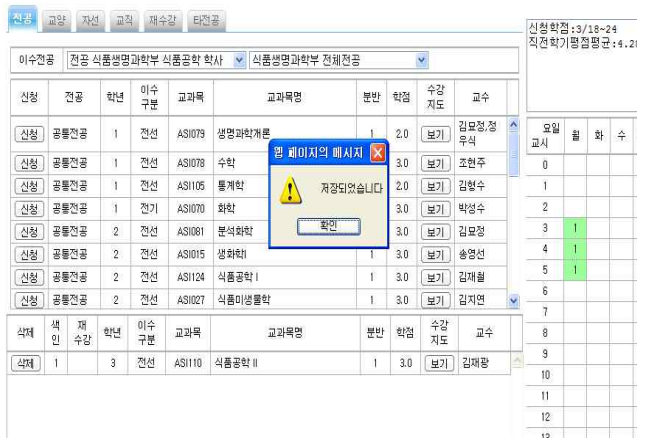 전공 교양 자선 교직 재수강 타전공
신청학점:3/18~24
직전학기평점평균:4.28
이수전공 전공 식품생명과학부 식품공학 학사 식품생명과학부 전체전공
신청 전공 학년 이수구분 교과목 교과목명 분반 학점 수강지도 교수
신청 공통전공 1 전선 ASI079 생명과학개론 1 2.0 보기 김묘정,정우식
신청 공통전공 1 전선 ASI078 수학 3.0 보기 조현주
신청 공통전공 1 전선 ASI105 통계학 2.0 보기 김형수
신청 공통전공 1 전기 ASI070 화학 3.0 보기 박성수
신청 공통전공 2 전선 ASI081 분석화학 3.0 보기 김묘정
신청 공통전공 2 전선 ASI015 생화학I 1 3.0 보기 송영선
신청 공통전공 2 전선 ASI124 식품공학 I 1 3.0 보기 김재철
신청 공통전공 2 전선 ASI027 식품미생물학 1 3.0 보기 김지연
웹 페이지의 메시지
저장되었습니다
확인
삭제 색인 재수강 학년 이수구분 교과목 교과목명 분반 학점 수강지도 교수
삭제 1 3 전선 ASI110 식품공학 II 1 3.0 보기 김재광
요일 교시 월 화 수
0
1
2
3 1
4 1
5 1
6
7
8
9
10
11
12
13